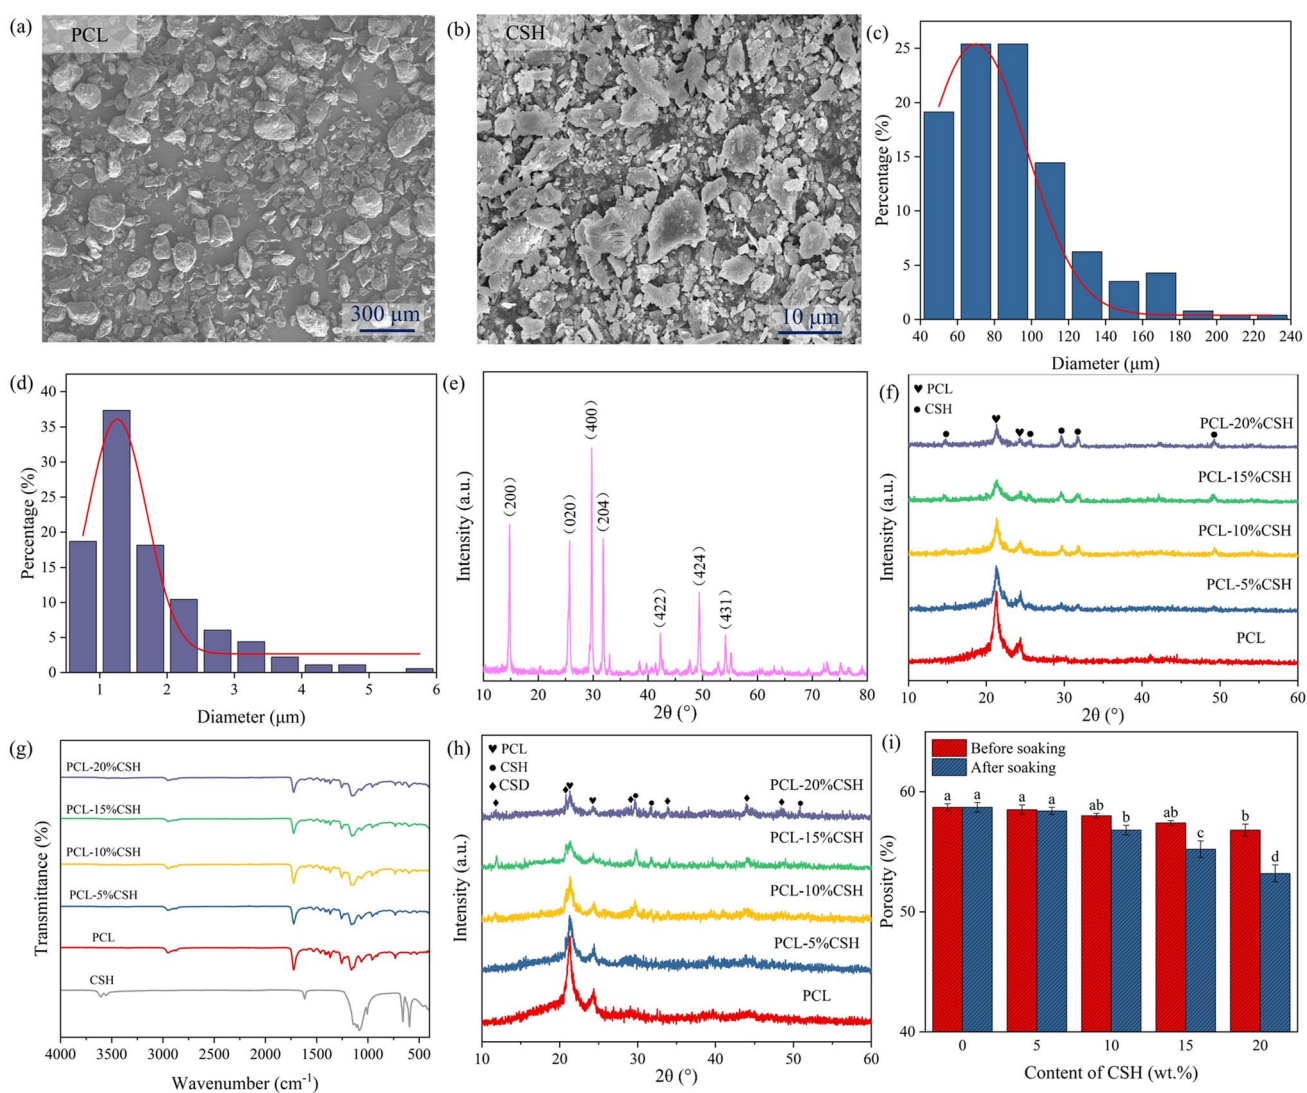 (a)
PCL
300 μm
(b)
CSH
10 μm
(c)
Percentage (%)
25
20
15
10
5
0
40 60 80 100 120 140 160 180 200 220 240
Diameter (μm)
(d)
Percentage (%)
40
35
30
25
20
15
10
5
0
1 2 3 4 5 6
Diameter (μm)
(e)
Intensity (a.u.)
(200)
(020)
(400)
(204)
(422)
(424)
(431)
10 20 30 40 50 60 70 80
2θ (°)
(f)
♥ PCL
● CSH
Intensity (a.u.)
PCL-20%CSH
PCL-15%CSH
PCL-10%CSH
PCL-5%CSH
PCL
10 20 30 40 50 60
2θ (°)
(g)
Transmittance (%)
PCL-20%CSH
PCL-15%CSH
PCL-10%CSH
PCL-5%CSH
PCL
CSH
4000 3500 3000 2500 2000 1500 1000 500
Wavenumber (cm⁻¹)
(h)
♥ PCL
● CSH
♦ CSD
Intensity (a.u.)
PCL-20%CSH
PCL-15%CSH
PCL-10%CSH
PCL-5%CSH
PCL
10 20 30 40 50 60
2θ (°)
(i)
Before soaking
After soaking
Porosity (%)
60
50
40
a a a a ab b ab c b d
0 5 10 15 20
Content of CSH (wt.%)